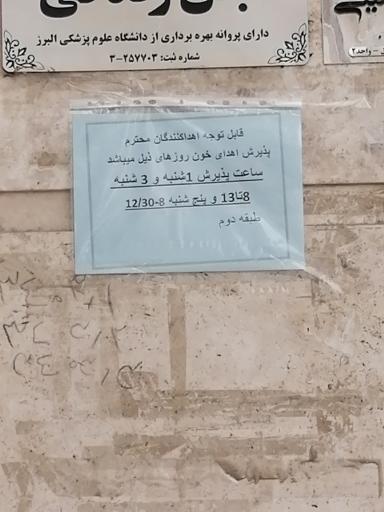 دارای پروانه بهره برداری از دانشگاه علوم پزشکی البرز
شماره ثبت: ۲۵۷۷۰۳-۳
واحد۲
قابل توجه اهداکنندگان محترم
پذیرش اهدای خون روزهای ذیل میباشد
ساعت پذیرش 1شنبه و 3 شنبه
8تا13 و پنج شنبه 8-12/30
طبقه دوم